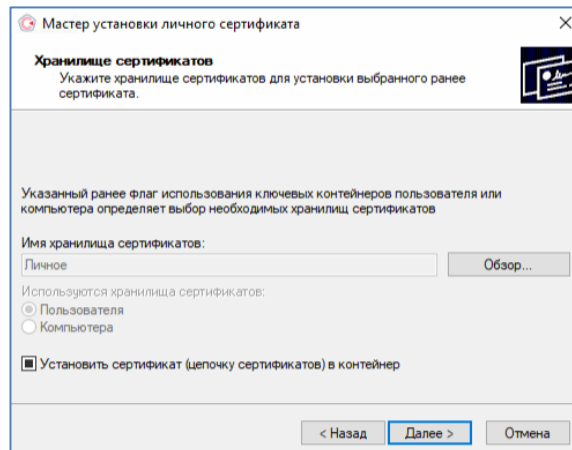 Мастер установки личного сертификата
Хранилище сертификатов
Укажите хранилище сертификатов для установки выбранного ранее
сертификата.
Указанный ранее флаг использования ключевых контейнеров пользователя или
компьютера определяет выбор необходимых хранилищ сертификатов
Имя хранилища сертификатов:
Личное
Обзор...
Используются хранилища сертификатов:
Пользователя
Компьютера
Установить сертификат (цепочку сертификатов) в контейнер
< Назад
Далее >
Отмена